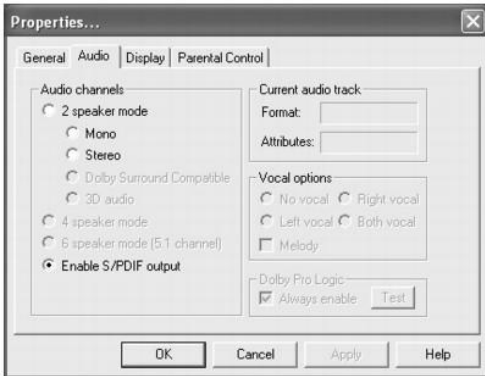 Properties...
General Audio Display Parental Control
Audio channels
2 speaker mode
Mono
Stereo
Dolby Surround Compatible
3D audio
4 speaker mode
6 speaker mode (5.1 channel)
Enable S/PDIF output
Current audio track
Format:
Attributes:
Vocal options
No vocal Right vocal
Left vocal Both vocal
Melody
Dolby Pro Logic
Always enable Test
OK Cancel Apply Help